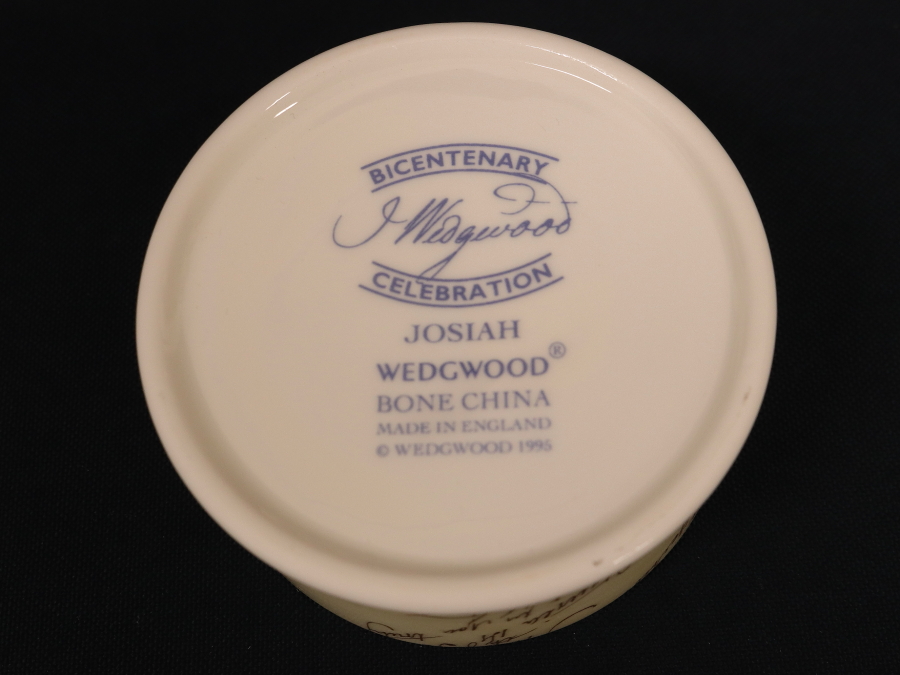 BICENTENARY
J Wedgwood
CELEBRATION
JOSIAH
WEDGWOOD®
BONE CHINA
MADE IN ENGLAND
© WEDGWOOD 1995